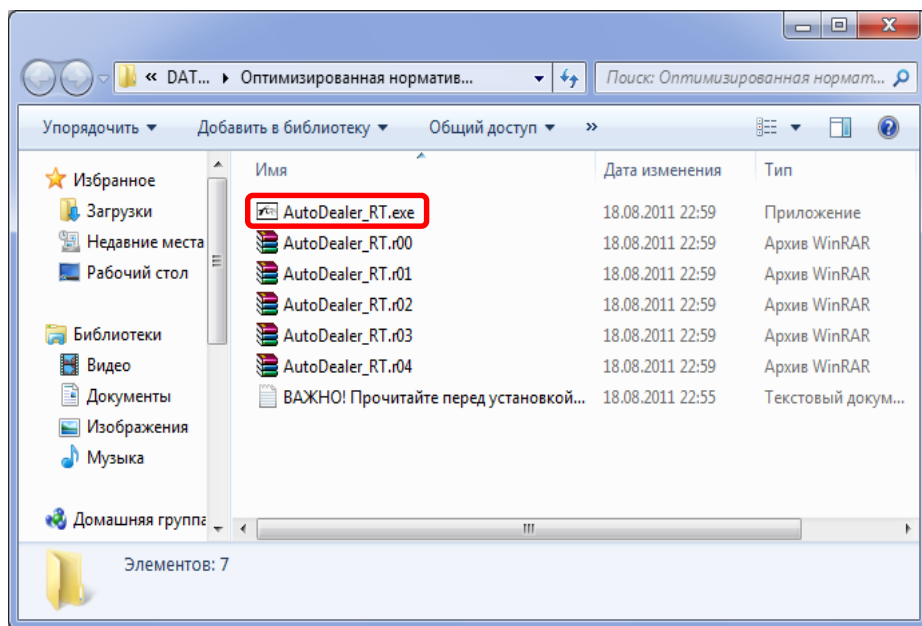 « DAT... Оптимизированная норматив...
Поиск: Оптимизированная нормат...
Упорядочить Добавить в библиотеку Общий доступ »
Избранное
Загрузки
Недавние места
Рабочий стол
Библиотеки
Видео
Документы
Изображения
Музыка
Домашняя группа
Имя Дата изменения Тип
AutoDealer_RT.exe 18.08.2011 22:59 Приложение
AutoDealer_RT.r00 18.08.2011 22:59 Архив WinRAR
AutoDealer_RT.r01 18.08.2011 22:59 Архив WinRAR
AutoDealer_RT.r02 18.08.2011 22:59 Архив WinRAR
AutoDealer_RT.r03 18.08.2011 22:59 Архив WinRAR
AutoDealer_RT.r04 18.08.2011 22:59 Архив WinRAR
ВАЖНО! Прочитайте перед установкой... 18.08.2011 22:55 Текстовый докум...
Элементов: 7